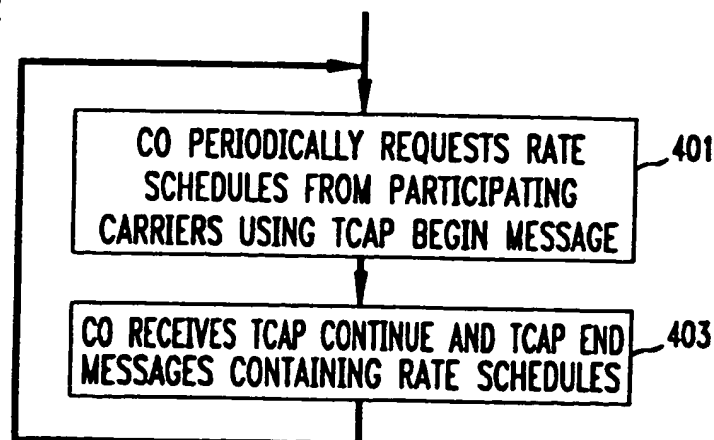 CO PERIODICALLY REQUESTS RATE
SCHEDULES FROM PARTICIPATING
CARRIERS USING TCAP BEGIN MESSAGE
401
CO RECEIVES TCAP CONTINUE AND TCAP END
MESSAGES CONTAINING RATE SCHEDULES
403